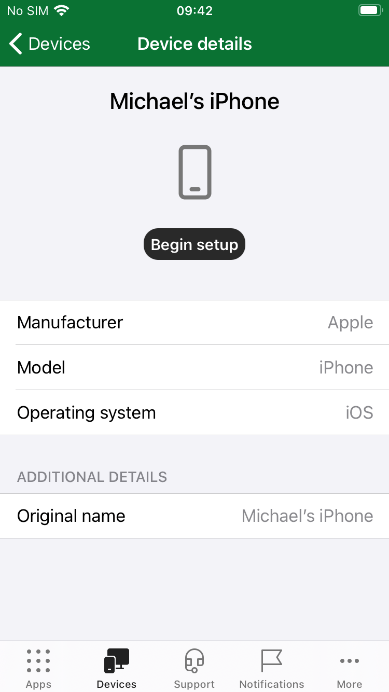 No SIM 09:42
Devices Device details
Michael's iPhone
Begin setup
Manufacturer Apple
Model iPhone
Operating system iOS
ADDITIONAL DETAILS
Original name Michael's iPhone
Apps Devices Support Notifications More